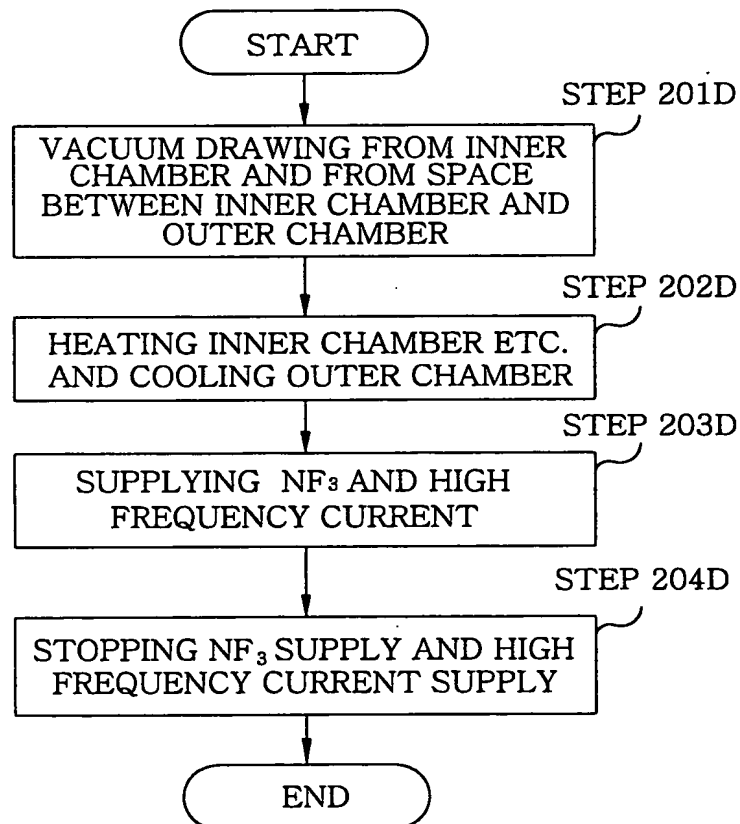 START
STEP 201D
VACUUM DRAWING FROM INNER
CHAMBER AND FROM SPACE
BETWEEN INNER CHAMBER AND
OUTER CHAMBER
STEP 202D
HEATING INNER CHAMBER ETC.
AND COOLING OUTER CHAMBER
STEP 203D
SUPPLYING NF₃ AND HIGH
FREQUENCY CURRENT
STEP 204D
STOPPING NF₃ SUPPLY AND HIGH
FREQUENCY CURRENT SUPPLY
END